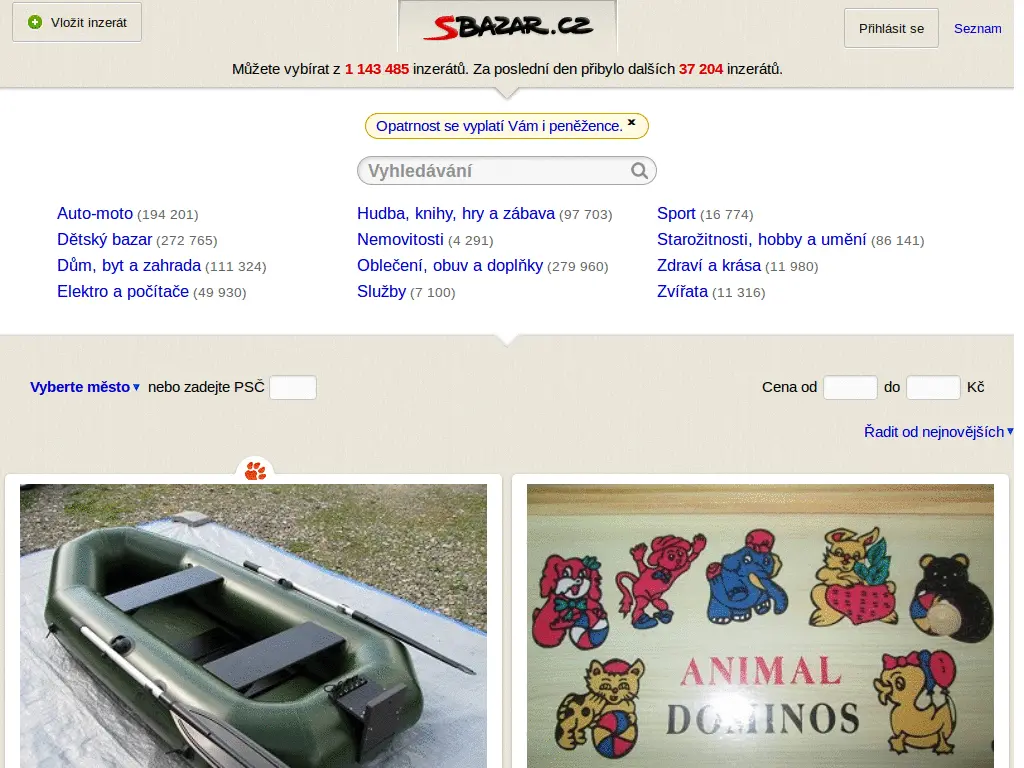 Vložit inzerát
SBAZAR.CZ
Přihlásit se
Seznam
Můžete vybírat z 1 143 485 inzerátů. Za poslední den přibylo dalších 37 204 inzerátů.
Opatrnost se vyplatí Vám i peněžence. x
Vyhledávání
Auto-moto (194 201)
Dětský bazar (272 765)
Dům, byt a zahrada (111 324)
Elektro a počítače (49 930)
Hudba, knihy, hry a zábava (97 703)
Nemovitosti (4 291)
Oblečení, obuv a doplňky (279 960)
Služby (7 100)
Sport (16 774)
Starožitnosti, hobby a umění (86 141)
Zdraví a krása (11 980)
Zvířata (11 316)
Vyberte město ▾ nebo zadejte PSČ
Cena od do Kč
Řadit od nejnovějších ▾
ANIMAL
DOMINOS